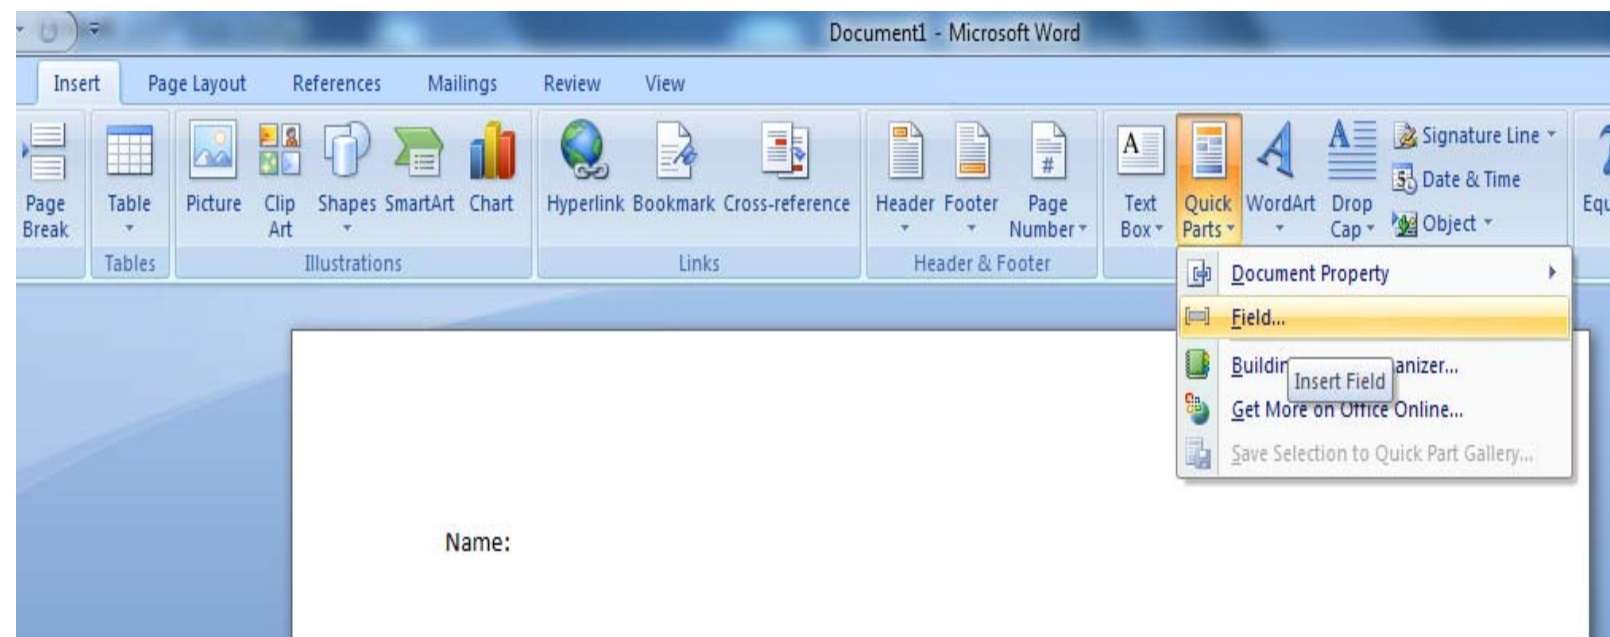 Document1 - Microsoft Word
Insert Page Layout References Mailings Review View
Page Break
Table
Picture
Clip Art
Shapes
SmartArt
Chart
Hyperlink
Bookmark
Cross-reference
Header
Footer
Page Number
Text Box
Quick Parts
WordArt
Drop Cap
Signature Line
Date & Time
Object
Equ
Tables
Illustrations
Links
Header & Footer
Document Property
Field...
Buildin anizer...
Insert Field
Get More on Office Online...
Save Selection to Quick Part Gallery...
Name: